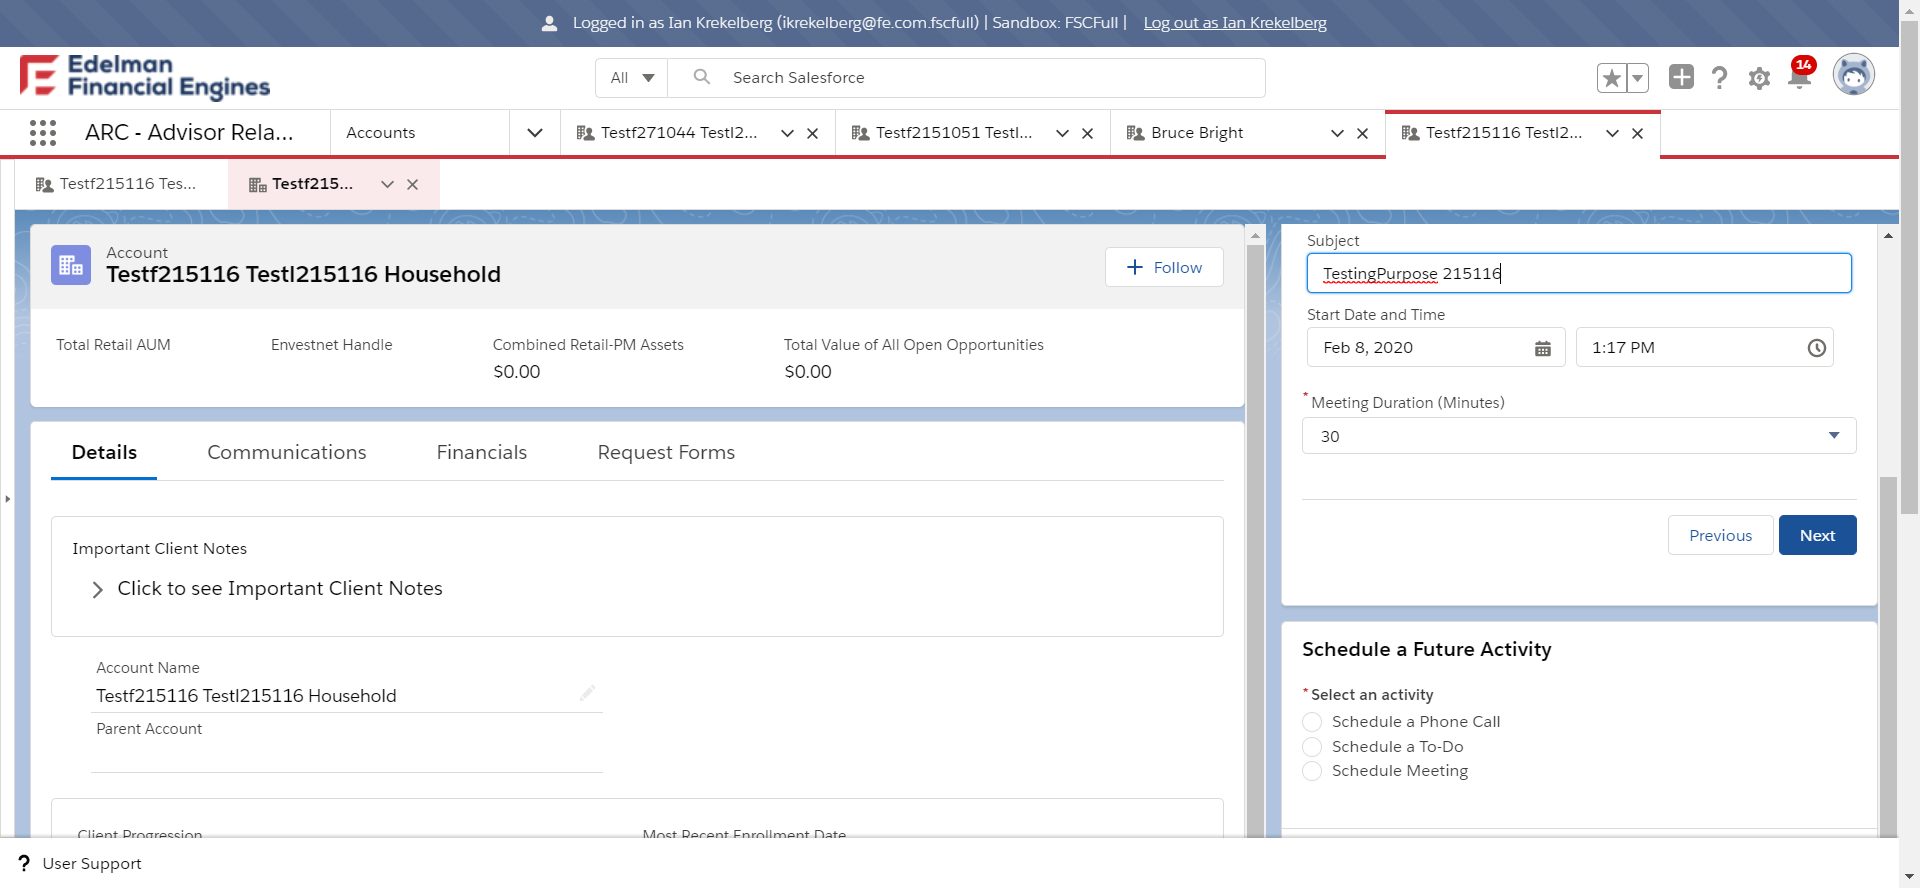 Logged in as Ian Krekelberg (ikrekelberg@fe.com.fscfull) | Sandbox: FSCFull | Log out as Ian Krekelberg
Edelman
Financial Engines
All
Search Salesforce
14
ARC - Advisor Rela...
Accounts
Testf271044 Testl2...
Testf2151051 Testl...
Bruce Bright
Testf215116 Testl2...
Testf215116 Tes...
Testf215...
Account
Testf215116 Testl215116 Household
Follow
Total Retail AUM
Envestnet Handle
Combined Retail-PM Assets
$0.00
Total Value of All Open Opportunities
$0.00
Details
Communications
Financials
Request Forms
Important Client Notes
Click to see Important Client Notes
Account Name
Testf215116 Testl215116 Household
Parent Account
Client Progression
Most Recent Enrollment Date
Subject
TestingPurpose 215116
Start Date and Time
Feb 8, 2020
1:17 PM
* Meeting Duration (Minutes)
30
Previous
Next
Schedule a Future Activity
* Select an activity
Schedule a Phone Call
Schedule a To-Do
Schedule Meeting
? User Support